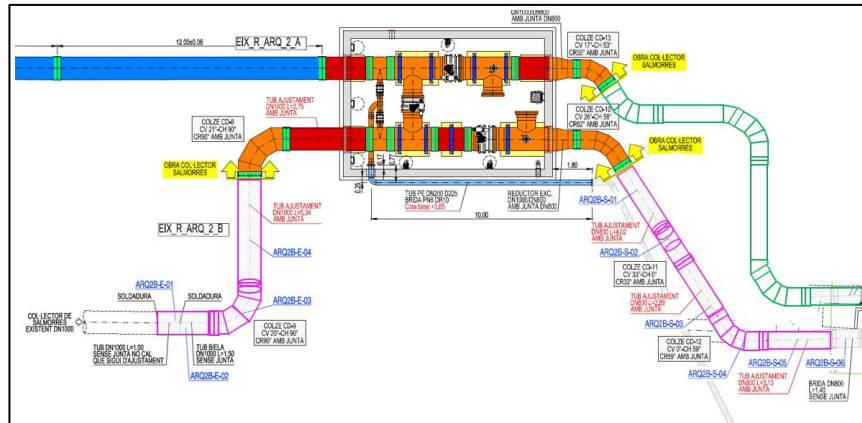 DN1000/DN800
AMB JUNTA DN800
12.00±0.06
EIX_R_ARQ_2_A
COLZE CD-13
CV 17°-CH 53°
CR55° AMB JUNTA
OBRA COL·LECTOR
SALMORRES
TUB AJUSTAMENT
DN1000 L=2,75
AMB JUNTA
COLZE CD-8
CV 21°-CH 90°
CR90° AMB JUNTA
COLZE CD-10
CV 26°-CH 58°
CR62° AMB JUNTA
OBRA COL·LECTOR
SALMORRES
OBRA COL·LECTOR
SALMORRES
0.17
0.77
0.25
1.80
TUB PE DN200 D225
BRIDA PN6 DR10
Cota base +3,65
10.00
REDUCTOR EXC.
DN1000/DN800
AMB JUNTA DN800
ARQ2B-S-01
TUB AJUSTAMENT
DN1000 L=5,34
AMB JUNTA
EIX_R_ARQ_2_B
ARQ2B-E-04
TUB AJUSTAMENT
DN800 L=4,02
AMB JUNTA
ARQ2B-S-02
COLZE CD-11
CV 33°-CH 0°
CR33° AMB JUNTA
ARQ2B-E-01
SOLDADURA
SOLDADURA
ARQ2B-E-03
TUB AJUSTAMENT
DN800 L=2,89
AMB JUNTA
COL·LECTOR DE
SALMORRES
EXISTENT DN1000
COLZE CD-9
CV 20°-CH 90°
CR90° AMB JUNTA
ARQ2B-S-03
COLZE CD-12
CV 0°-CH 59°
CR59° AMB JUNTA
TUB DN1000 L=1.00
SENSE JUNTA NO CAL
QUE SIGUI D'AJUSTAMENT
TUB BIELA
DN1000 L=1,50
SENSE JUNTA
ARQ2B-E-02
ARQ2B-S-04
ARQ2B-S-05
ARQ2B-S-06
TUB AJUSTAMENT
DN800 L=3,13
AMB JUNTA
BRIDA DN800
L=1,40
SENSE JUNTA